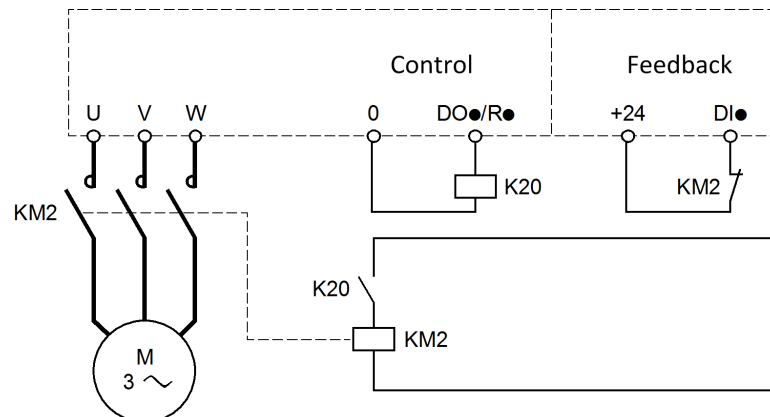 Control Feedback
U V W 0 DO●/R● +24 DI●
K20 KM2
KM2
K20
KM2
M
3